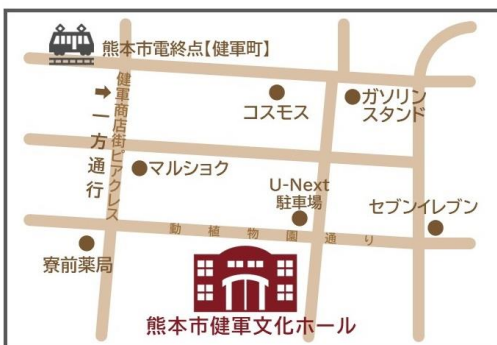 熊本市電終点【健軍町】
健軍商店街ピアクレス
➡一方通行
コスモス
ガソリン
スタンド
マルショク
U-Next
駐車場
セブンイレブン
動植物園通り
寮前薬局
熊本市健軍文化ホール